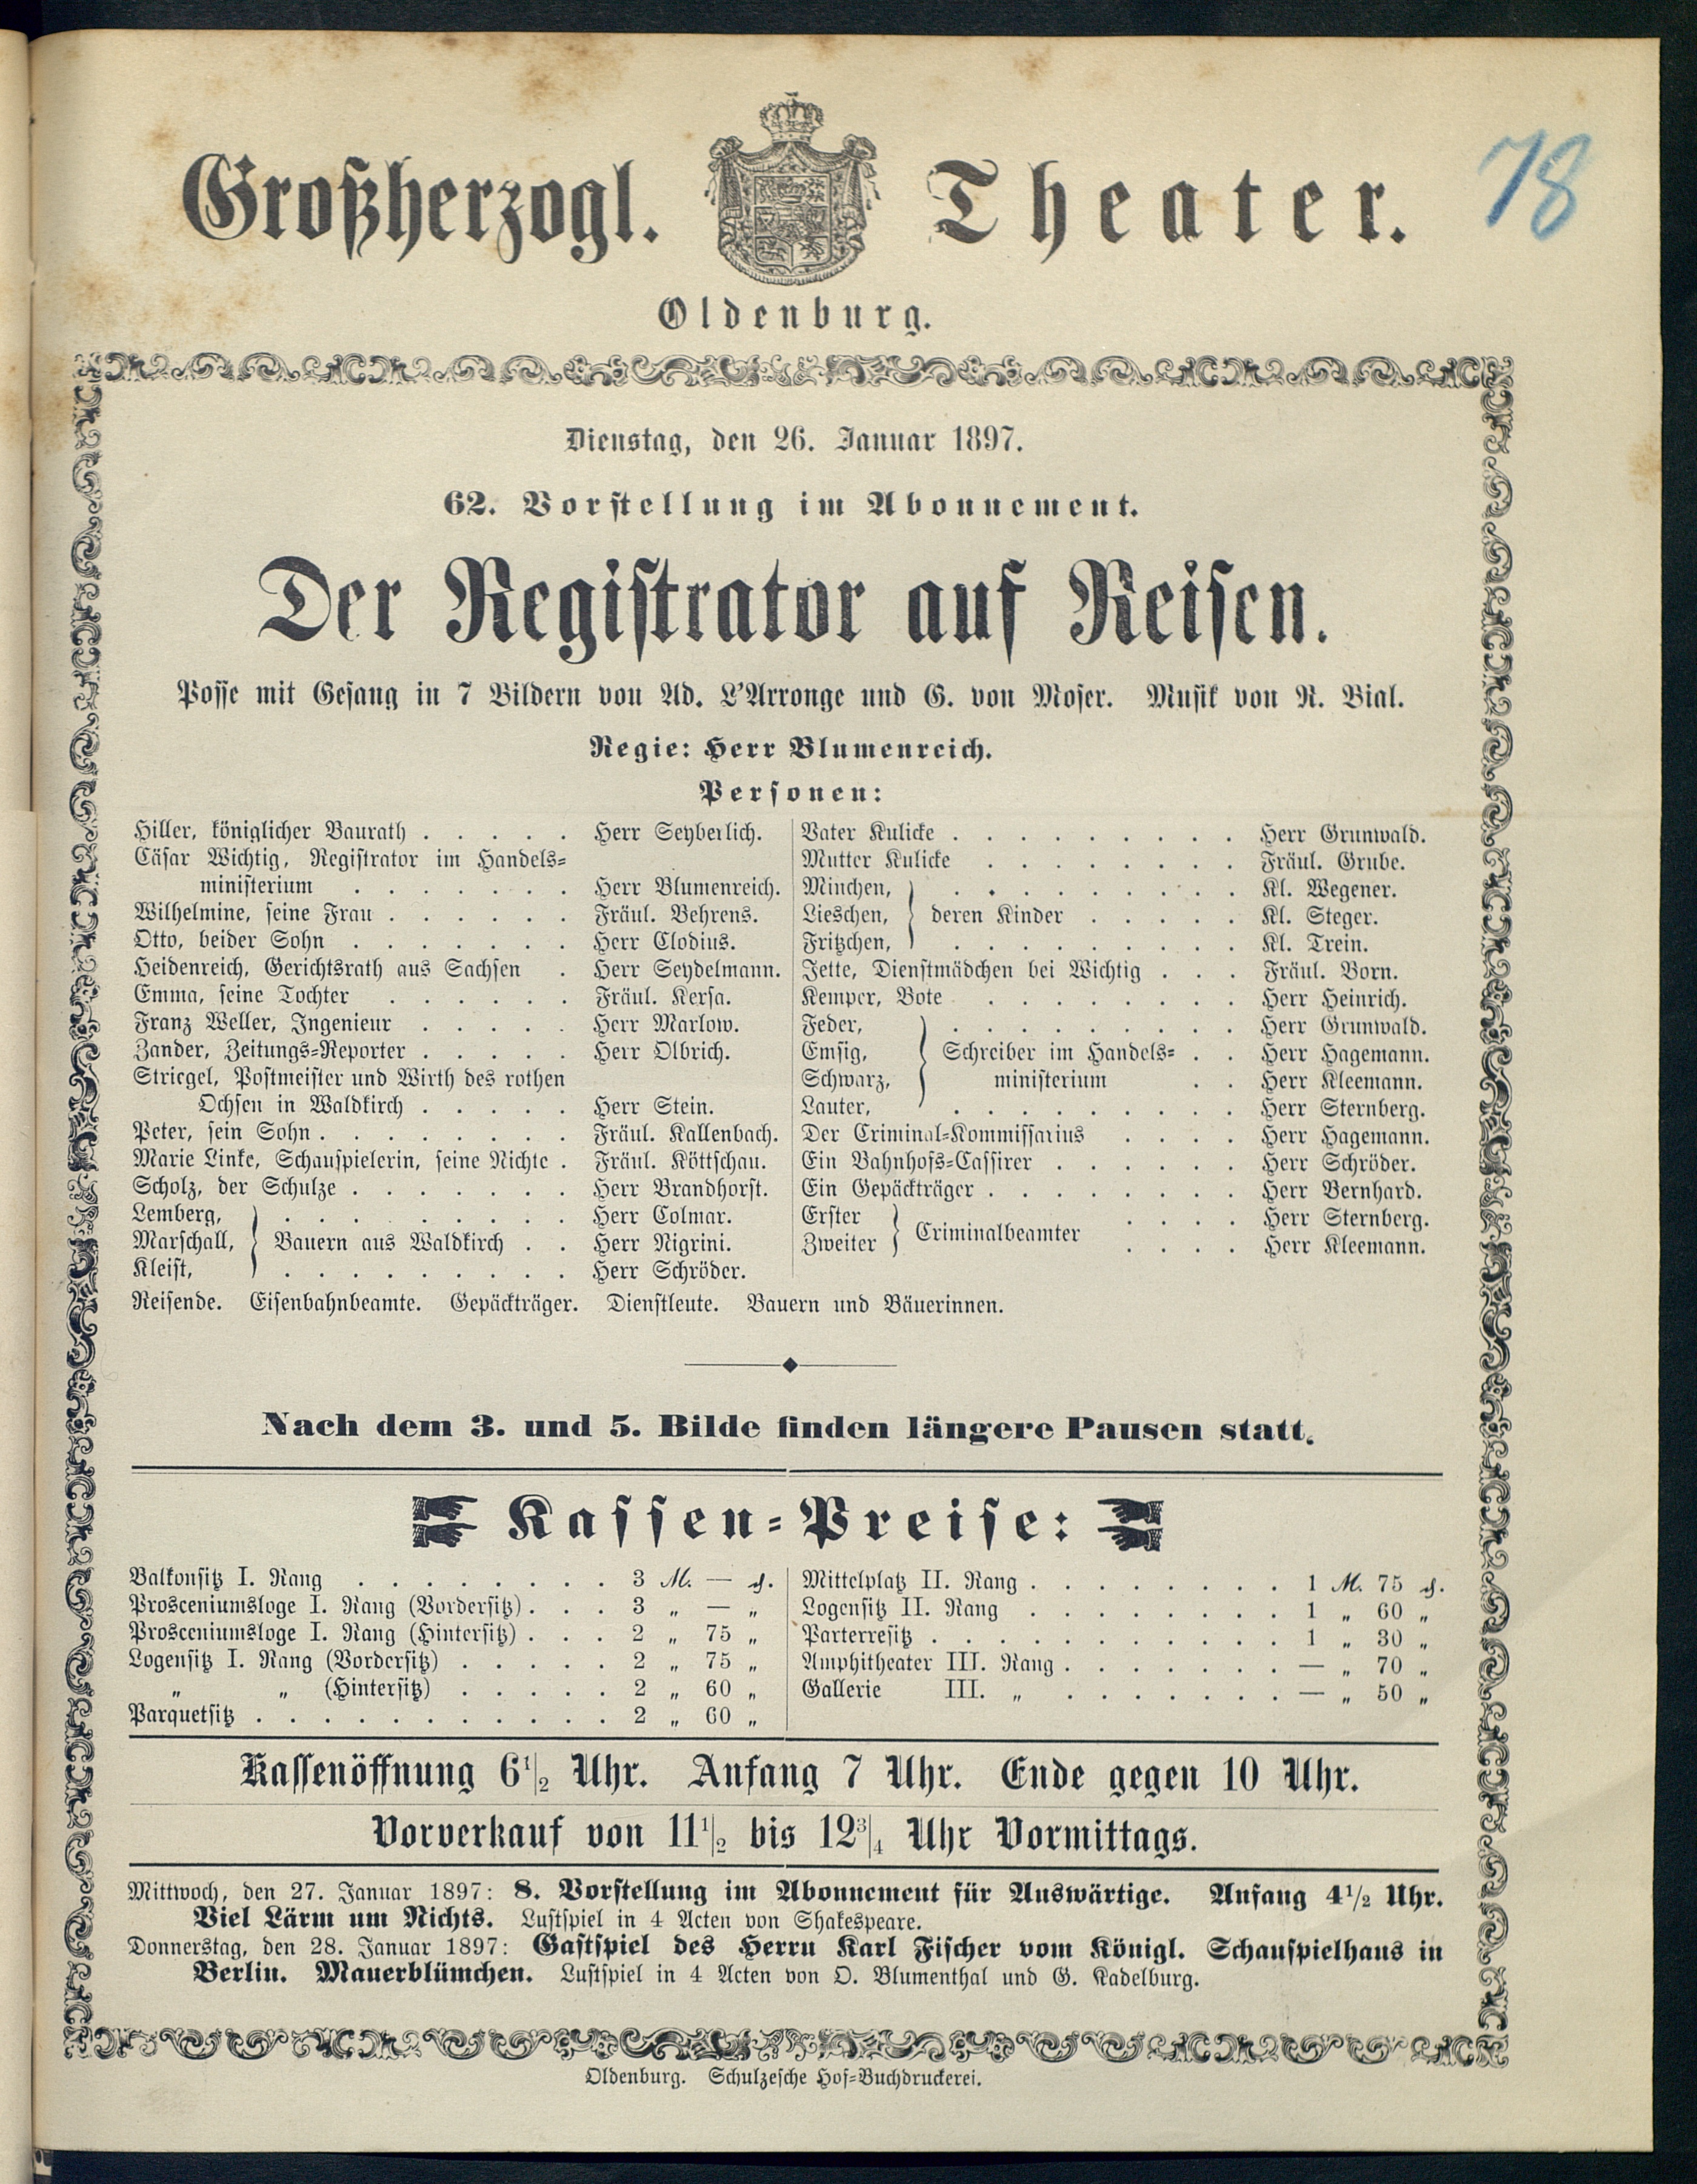 Großherzogl. Theater.
78
Oldenburg.
Dienstag, den 26. Januar 1897.
62. Vorstellung im Abonnement.
Der Registrator auf Reisen.
Posse mit Gesang in 7 Bildern von Ad. L'Arronge und G. von Moser. Musik von R. Bial.
Regie: Herr Blumenreich.
Personen:
Hiller, königlicher Baurath . . . . . Herr Seyberlich.
Cäsar Wichtig, Registrator im Handels-
ministerium . . . . . . . Herr Blumenreich.
Wilhelmine, seine Frau . . . . . . Fräul. Behrens.
Otto, beider Sohn . . . . . . . Herr Clodius.
Heidenreich, Gerichtsrath aus Sachsen . Herr Seydelmann.
Emma, seine Tochter . . . . . . Fräul. Kersa.
Franz Weller, Ingenieur . . . . . Herr Marlow.
Zander, Zeitungs-Reporter . . . . . Herr Olbrich.
Striegel, Postmeister und Wirth des rothen
Ochsen in Waldkirch . . . . . Herr Stein.
Peter, sein Sohn . . . . . . . . Fräul. Kallenbach.
Marie Linke, Schauspielerin, seine Nichte . Fräul. Köttschau.
Scholz, der Schulze . . . . . . . Herr Brandhorst.
Lemberg, . . . . . . . . . Herr Colmar.
Marschall, } Bauern aus Waldkirch . . Herr Nigrini.
Kleist, . . . . . . . . . Herr Schröder.
Vater Kulicke . . . . . . . . . Herr Grunwald.
Mutter Kulicke . . . . . . . . Fräul. Grube.
Minchen, . . . . . . . . . Kl. Wegener.
Lieschen, } deren Kinder . . . . . Kl. Steger.
Fritzchen, . . . . . . . . . Kl. Trein.
Jette, Dienstmädchen bei Wichtig . . . Fräul. Born.
Kemper, Bote . . . . . . . . Herr Heinrich.
Feder, . . . . . . . . . Herr Grunwald.
Emsig, } Schreiber im Handels- . . Herr Hagemann.
Schwarz, ministerium . . Herr Kleemann.
Lauter, . . . . . . . . . Herr Sternberg.
Der Criminal-Kommissarius . . . . Herr Hagemann.
Ein Bahnhofs-Cassirer . . . . . . Herr Schröder.
Ein Gepäckträger . . . . . . . . Herr Bernhard.
Erster } Criminalbeamter . . . . Herr Sternberg.
Zweiter . . . . Herr Kleemann.
Reisende. Eisenbahnbeamte. Gepäckträger. Dienstleute. Bauern und Bäuerinnen.
Nach dem 3. und 5. Bilde finden längere Pausen statt.
Kassen-Preise:
Balkonsitz I. Rang . . . . . . . . 3 M. — ₰.
Prosceniumsloge I. Rang (Vordersitz) . . . 3 „ — „
Prosceniumsloge I. Rang (Hintersitz) . . . 2 „ 75 „
Logensitz I. Rang (Vordersitz) . . . . . 2 „ 75 „
„ „ (Hintersitz) . . . . . 2 „ 60 „
Parquetsitz . . . . . . . . . . . 2 „ 60 „
Mittelplatz II. Rang . . . . . . . . 1 M. 75 ₰.
Logensitz II. Rang . . . . . . . . 1 „ 60 „
Parterresitz . . . . . . . . . . . 1 „ 30 „
Amphitheater III. Rang . . . . . . . — „ 70 „
Gallerie III. „ . . . . . . . — „ 50 „
Kassenöffnung 6 1/2 Uhr. Anfang 7 Uhr. Ende gegen 10 Uhr.
Vorverkauf von 11 1/2 bis 12 3/4 Uhr Vormittags.
Mittwoch, den 27. Januar 1897: 8. Vorstellung im Abonnement für Auswärtige. Anfang 4 1/2 Uhr.
Viel Lärm um Nichts. Lustspiel in 4 Acten von Shakespeare.
Donnerstag, den 28. Januar 1897: Gastspiel des Herrn Karl Fischer vom Königl. Schauspielhaus in
Berlin. Mauerblümchen. Lustspiel in 4 Acten von O. Blumenthal und G. Kadelburg.
Oldenburg. Schulzesche Hof-Buchdruckerei.